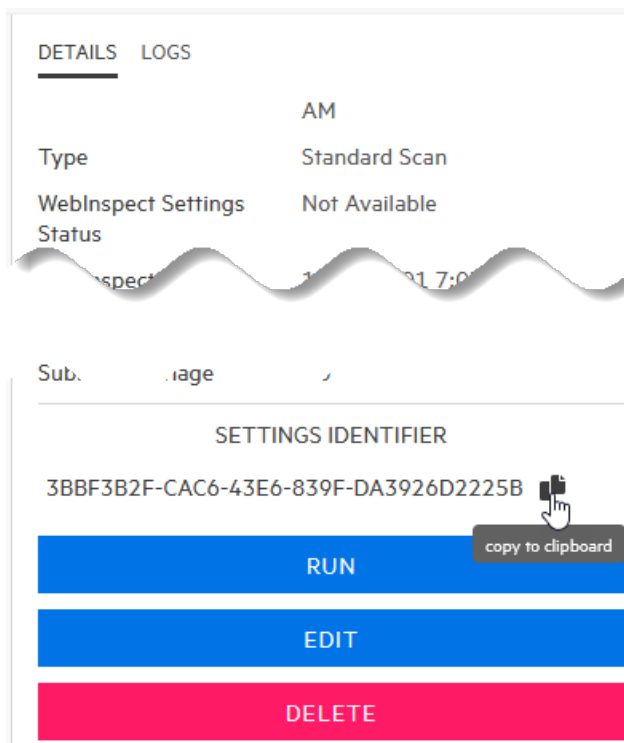 DETAILS LOGS
AM
Type Standard Scan
WebInspect Settings Not Available
Status
SETTINGS IDENTIFIER
3BBF3B2F-CAC6-43E6-839F-DA3926D2225B
copy to clipboard
RUN
EDIT
DELETE